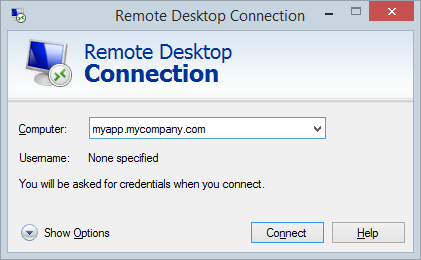 Remote Desktop Connection
Remote Desktop
Connection
Computer: myapp.mycompany.com
Username: None specified
You will be asked for credentials when you connect.
Show Options Connect Help